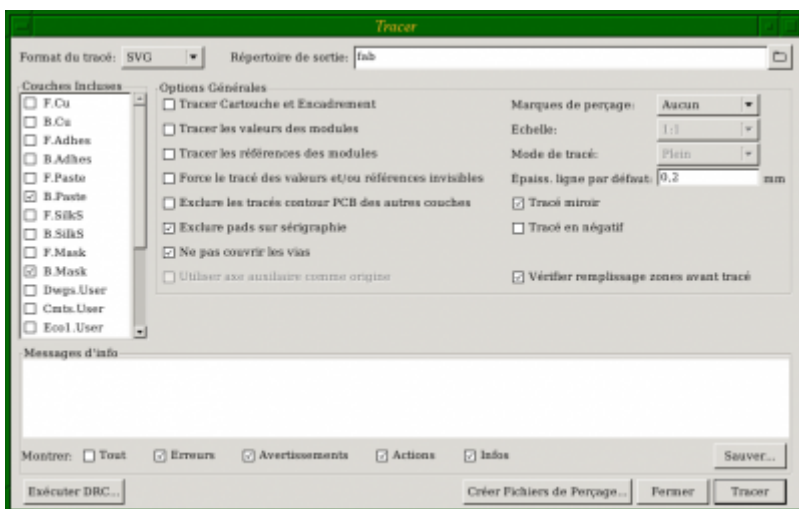 Tracer
Format du tracé: SVG Répertoire de sortie: fab
Couches Incluses Options Générales
F.Cu
B.Cu
F.Adhes
B.Adhes
F.Paste
B.Paste
F.SilkS
B.SilkS
F.Mask
B.Mask
Dwgs.User
Cmts.User
Eco1.User
Tracer Cartouche et Encadrement
Tracer les valeurs des modules
Tracer les références des modules
Force le tracé des valeurs et/ou références invisibles
Exclure les tracés contour PCB des autres couches
Exclure pads sur sérigraphie
Ne pas couvrir les vias
Utiliser axe auxiliaire comme origine
Marques de perçage: Aucun
Echelle: 1:1
Mode de tracé: Plein
Epaiss. ligne par défaut: 0,2 mm
Tracé miroir
Tracé en négatif
Vérifier remplissage zones avant tracé
Messages d'info
Montrer: Tout Erreurs Avertissements Actions Infos Sauver...
Exécuter DRC... Créer Fichiers de Perçage... Fermer Tracer